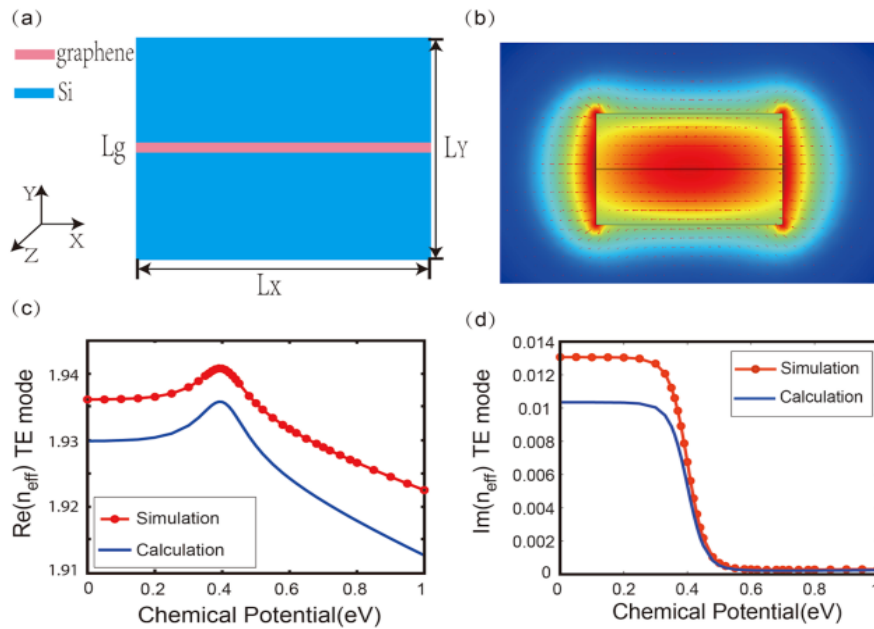 (a)
graphene
Si
Lg
LY
Lx
Y
X
Z
(b)
(c)
Re(neff) TE mode
1.94
1.93
1.92
1.91
Simulation
Calculation
0 0.2 0.4 0.6 0.8 1
Chemical Potential(eV)
(d)
Im(neff) TE mode
0.014
0.012
0.01
0.008
0.006
0.004
0.002
0
Simulation
Calculation
0 0.2 0.4 0.6 0.8 1
Chemical Potential(eV)